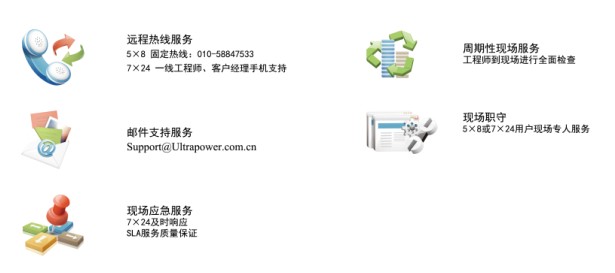 远程热线服务
5×8 固定热线：010-58847533
7×24 一线工程师、客户经理手机支持
周期性现场服务
工程师到现场进行全面检查
邮件支持服务
Support@Ultrapower.com.cn
现场职守
5×8或7×24用户现场专人服务
现场应急服务
7×24及时响应
SLA服务质量保证